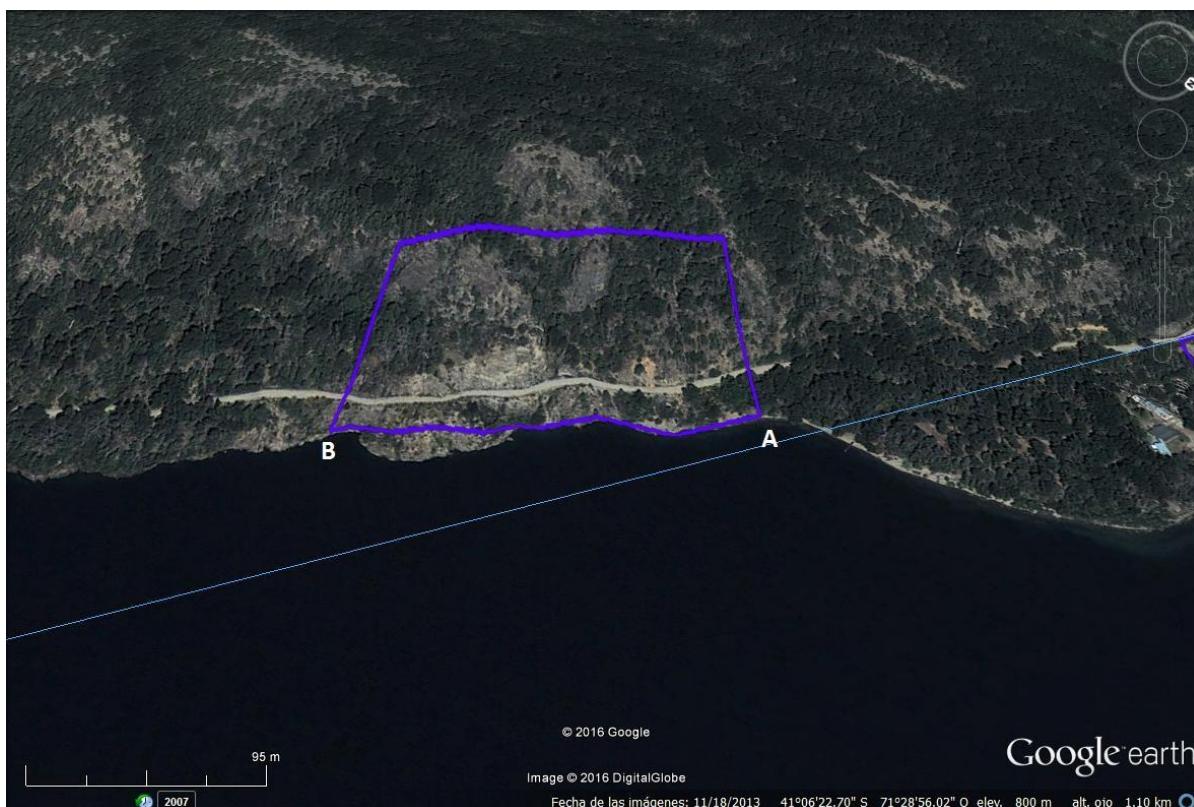 N
A
B
© 2016 Google
Google earth
95 m
Image © 2016 DigitalGlobe
2007
Fecha de las imágenes: 11/18/2013 41°06'22.70" S 71°28'56.02" O elev. 800 m alt. ojo 1.10 km